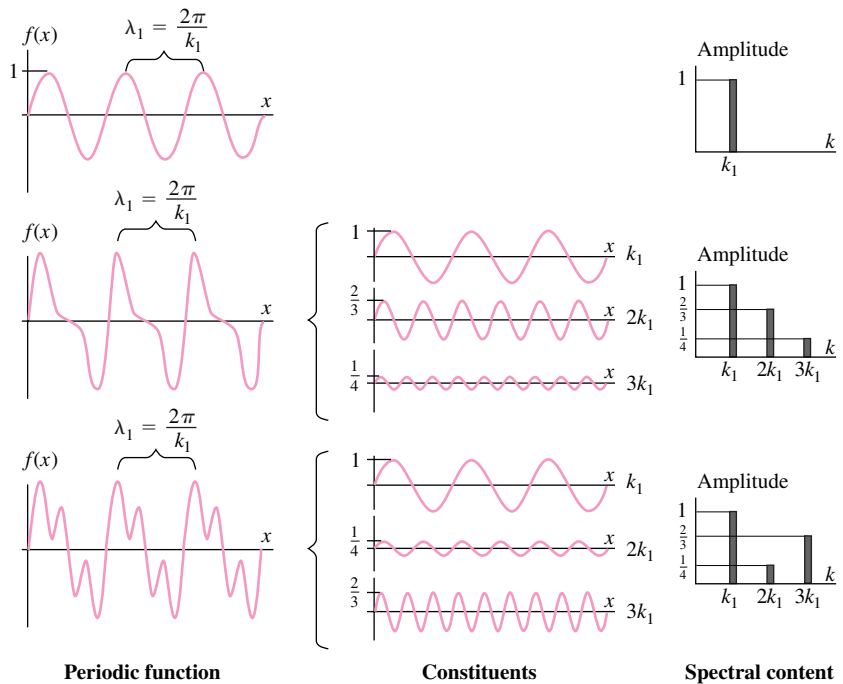 f(x)
λ₁ = 2π/k₁
1
x
Amplitude
1
k
k₁
f(x)
λ₁ = 2π/k₁
x
1
x
k₁
2/3
x
2k₁
1/4
x
3k₁
Amplitude
1
2/3
1/4
k
k₁ 2k₁ 3k₁
f(x)
λ₁ = 2π/k₁
x
1
x
k₁
1/4
x
2k₁
2/3
x
3k₁
Amplitude
1
2/3
1/4
k
k₁ 2k₁ 3k₁
Periodic function
Constituents
Spectral content